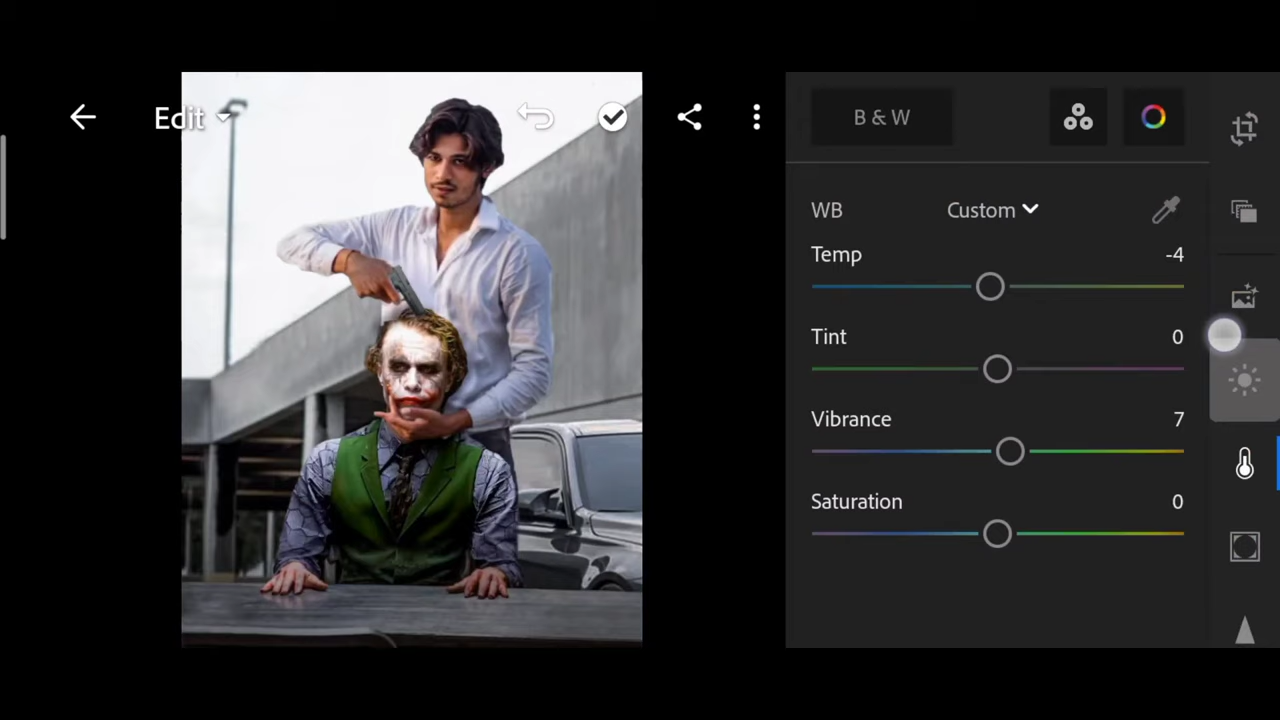 Edit
B & W
WB Custom
Temp -4
Tint 0
Vibrance 7
Saturation 0